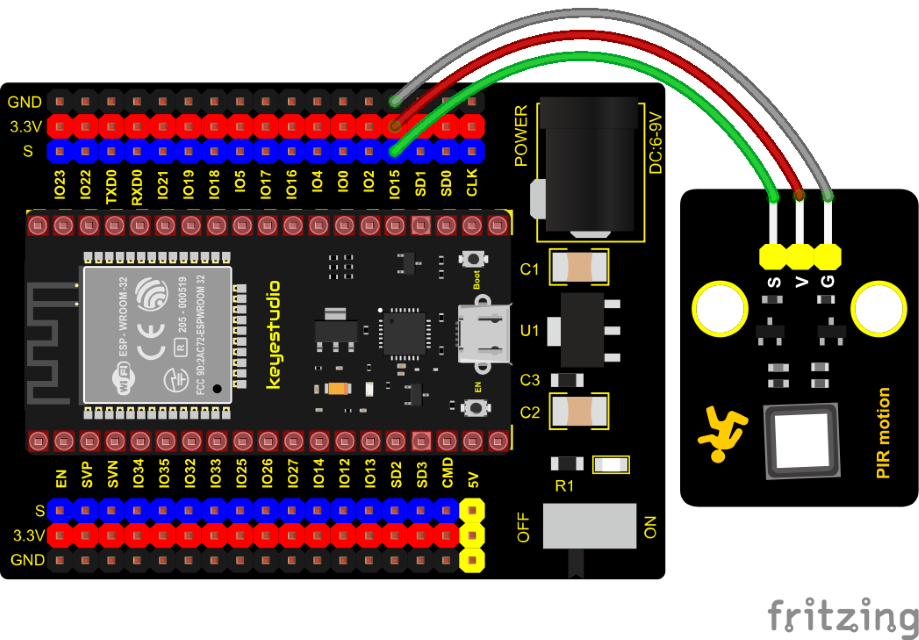 GND
3.3V
S
IO23
IO22
TXD0
RXD0
IO21
IO19
IO18
IO5
IO17
IO16
IO4
IO0
IO2
IO15
SD1
SD0
CLK
POWER
DC:6-9V
C1
U1
C3
C2
R1
OFF
ON
Boot
EN
keyestudio
WiFi
ESP - WROOM -32
CE
R
205 - 000519
FCC 9D:2AC72-ESPWROOM 32
EN
SVP
SVN
IO34
IO35
IO32
IO33
IO25
IO26
IO27
IO14
IO12
IO13
SD2
SD3
CMD
5V
S
3.3V
GND
S
V
G
PIR motion
fritzing